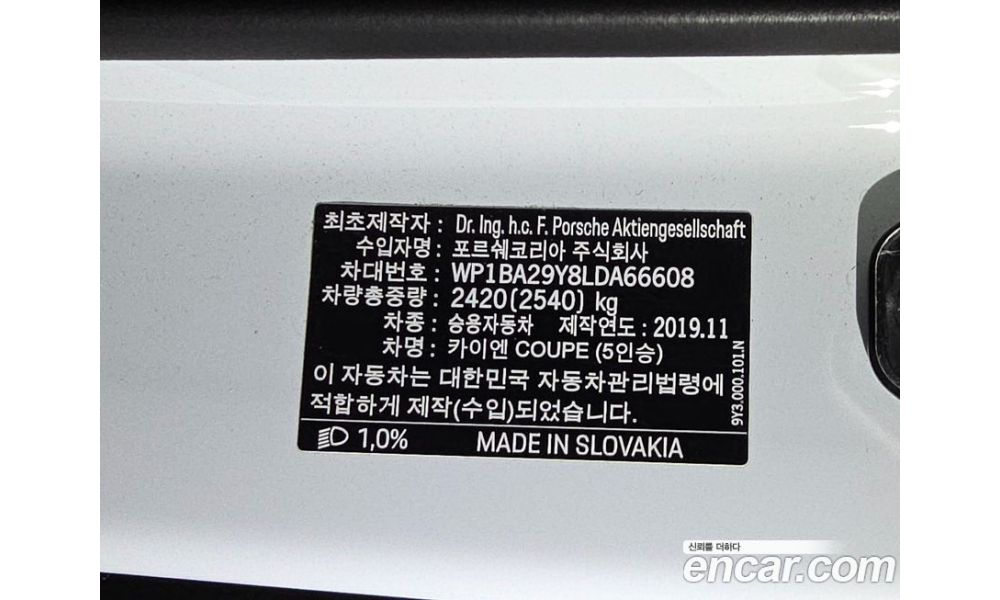 최초제작자 : Dr. Ing. h.c. F. Porsche Aktiengesellschaft
수입자명 : 포르쉐코리아 주식회사
차대번호 : WP1BA29Y8LDA66608
차량총중량 : 2420(2540) kg
차종 : 승용자동차 제작연도 : 2019.11
차명 : 카이엔 COUPE (5인승)
이 자동차는 대한민국 자동차관리법령에
적합하게 제작(수입)되었습니다.
1,0% MADE IN SLOVAKIA
9Y3.000.101.N
신뢰를 더하다
encar.com